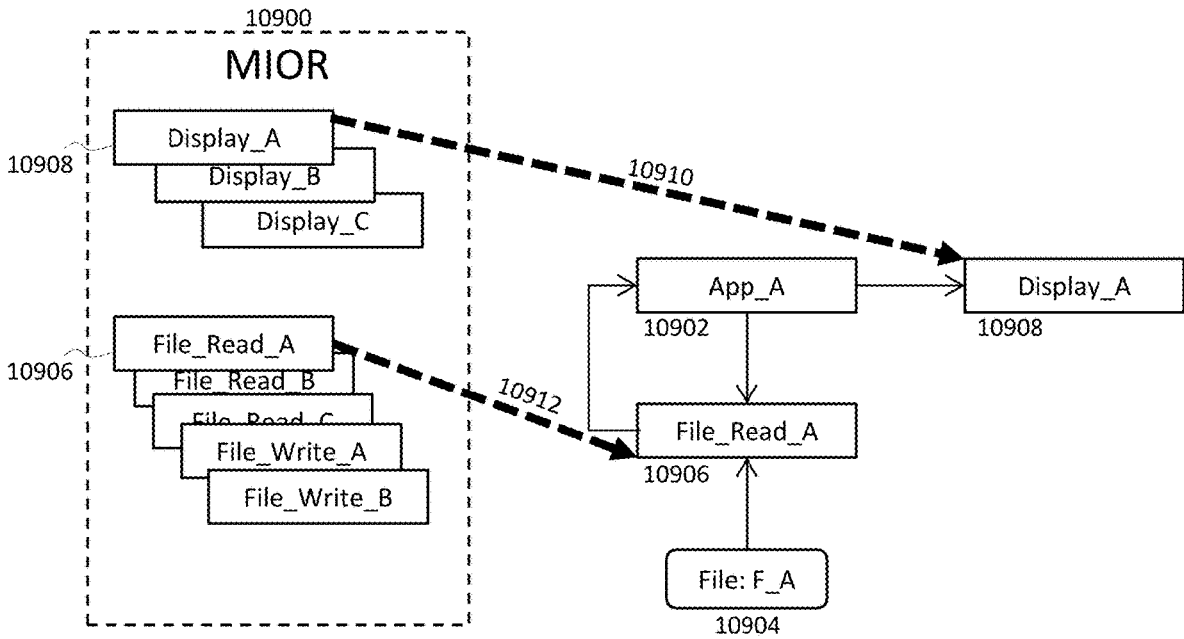 10900
MIOR
Display_A
10908
Display_B
Display_C
File_Read_A
10906
File_Read_B
File_Read_C
File_Write_A
File_Write_B
10910
10912
App_A
10902
Display_A
10908
File_Read_A
10906
File: F_A
10904